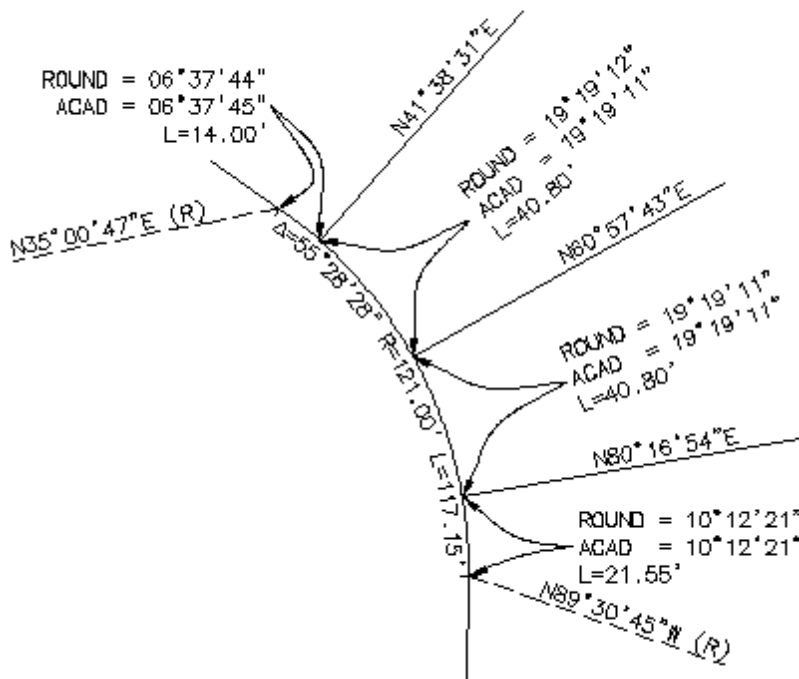 ROUND = 06°37'44"
ACAD = 06°37'45"
L=14.00'
N41°38'31"E
ROUND = 19°19'12"
ACAD = 19°19'11"
L=40.80'
N35°00'47"E (R)
N60°57'43"E
Δ=55°28'28" R=121.00' L=117.15'
ROUND = 19°19'11"
ACAD = 19°19'11"
L=40.80'
N80°16'54"E
ROUND = 10°12'21"
ACAD = 10°12'21"
L=21.55'
N89°30'45"W (R)